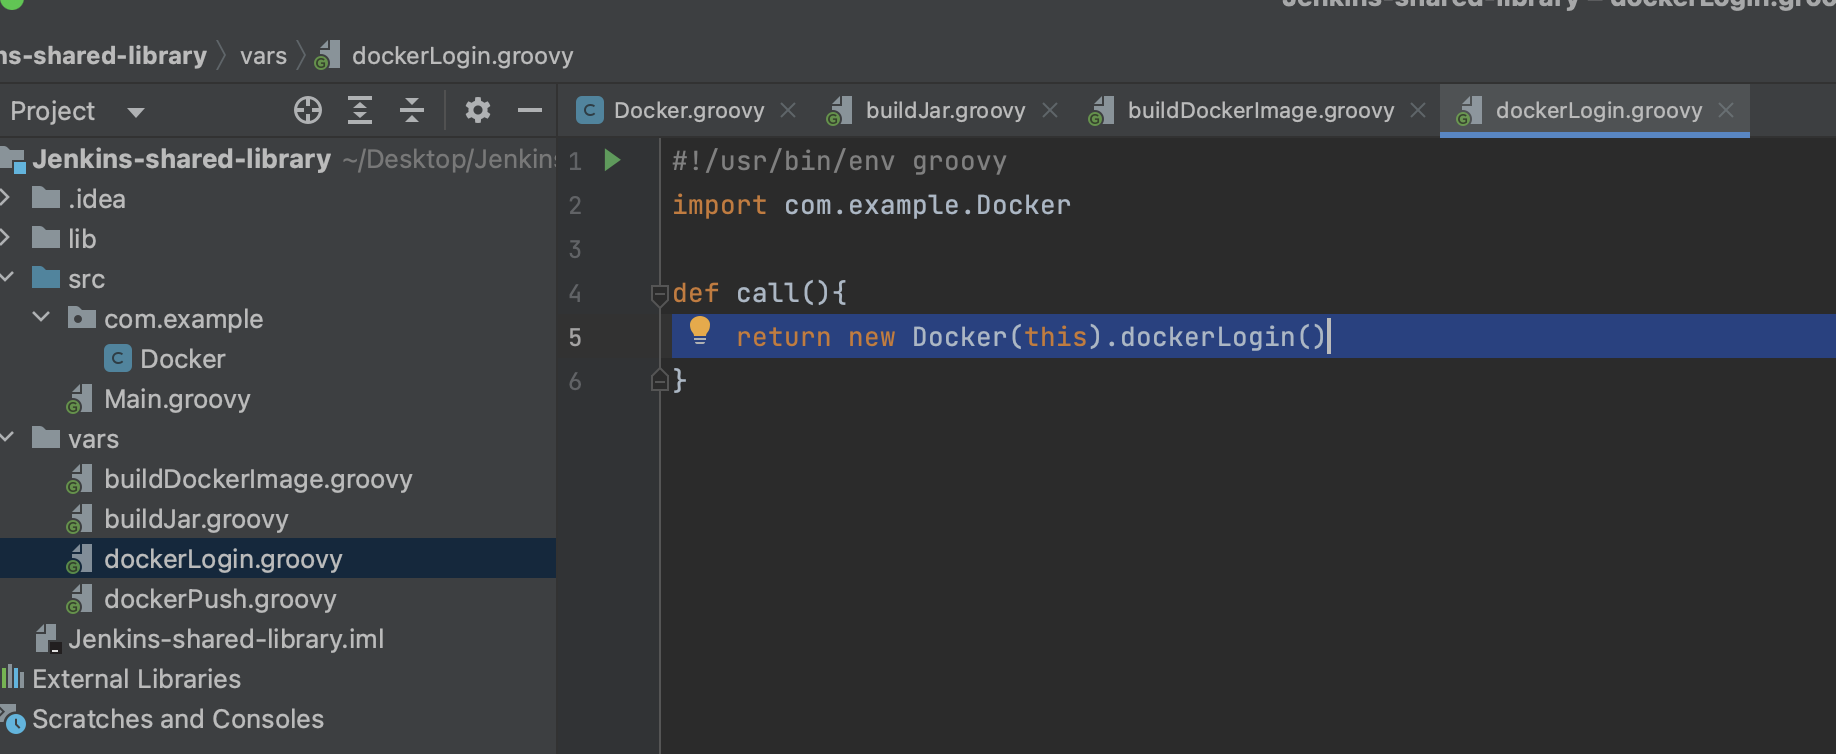 Jenkins-shared-library – dockerLogin.groo
ns-shared-library
vars
dockerLogin.groovy
Project
Docker.groovy
buildJar.groovy
buildDockerImage.groovy
dockerLogin.groovy
Jenkins-shared-library ~/Desktop/Jenkin
.idea
lib
src
com.example
Docker
Main.groovy
vars
buildDockerImage.groovy
buildJar.groovy
dockerLogin.groovy
dockerPush.groovy
Jenkins-shared-library.iml
External Libraries
Scratches and Consoles
1 #!/usr/bin/env groovy
2 import com.example.Docker
3
4 def call(){
5 return new Docker(this).dockerLogin()
6 }